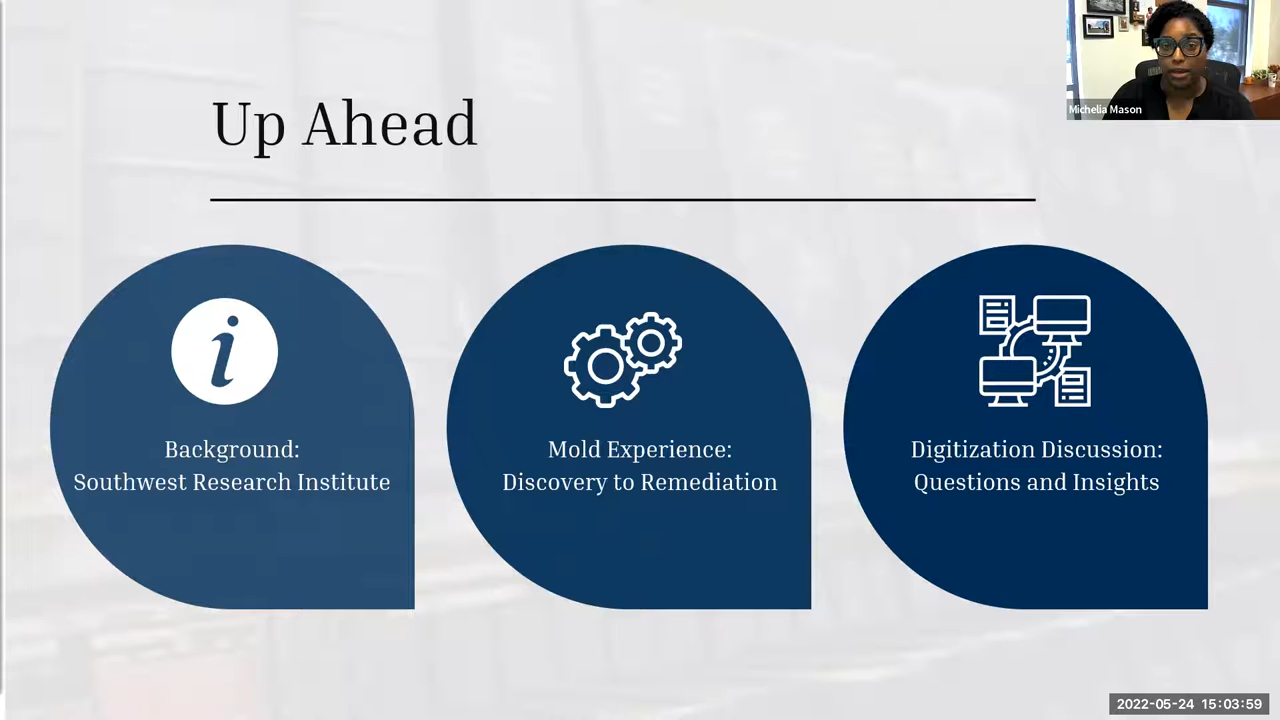 Up Ahead
Michelia Mason
i
Background:
Southwest Research Institute
Mold Experience:
Discovery to Remediation
Digitization Discussion:
Questions and Insights
2022-05-24 15:03:59